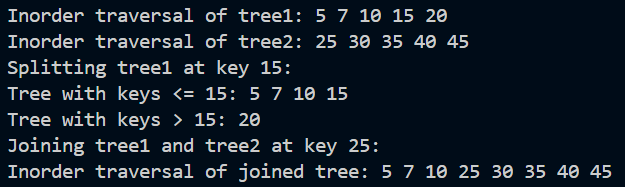 Inorder traversal of tree1: 5 7 10 15 20
Inorder traversal of tree2: 25 30 35 40 45
Splitting tree1 at key 15:
Tree with keys <= 15: 5 7 10 15
Tree with keys > 15: 20
Joining tree1 and tree2 at key 25:
Inorder traversal of joined tree: 5 7 10 25 30 35 40 45